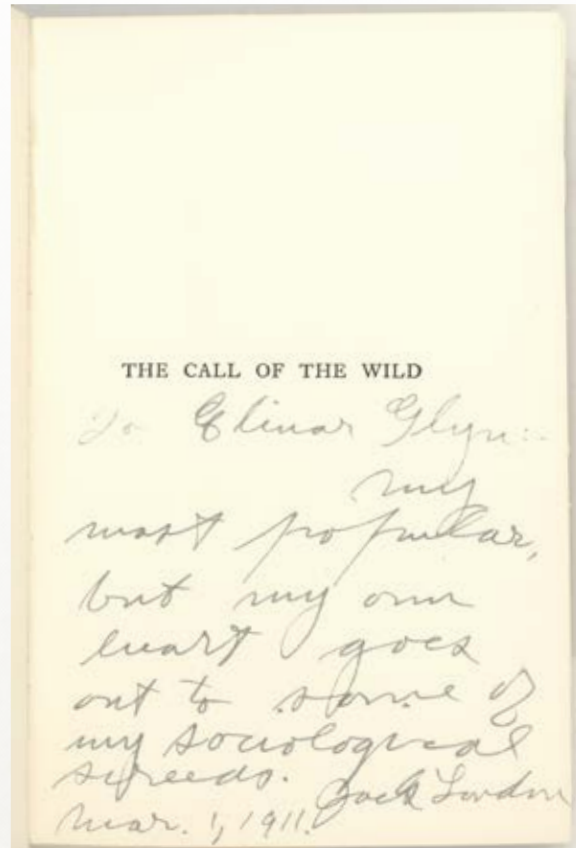 THE CALL OF THE WILD
To Elinor Glyn:-
my
most popular,
but my own
heart goes
out to some of
my sociological
screeds.
Jack London
Mar. 1, 1911.